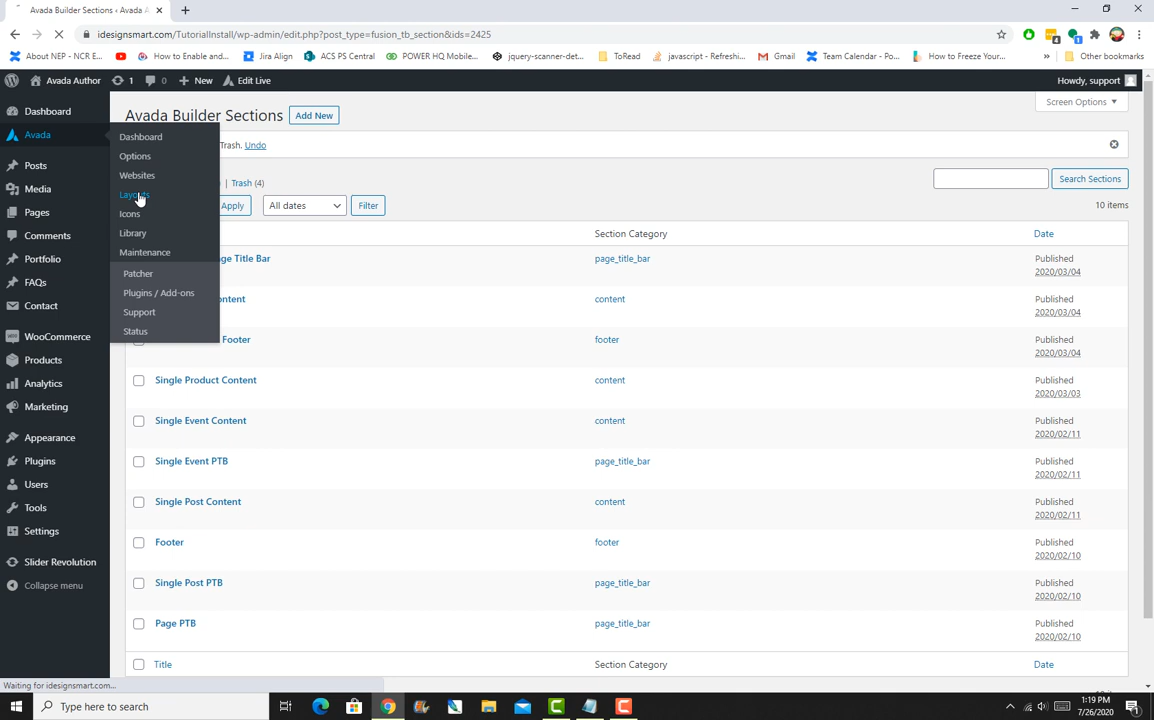 Avada Builder Sections ‹ Avada A
idesignsmart.com/TutorialInstall/wp-admin/edit.php?post_type=fusion_tb_section&ids=2425
About NEP - NCR E...
How to Enable and...
Jira Align
ACS PS Central
POWER HQ Mobile...
jquery-scanner-det...
ToRead
javascript - Refreshi...
Gmail
Team Calendar - Po...
How to Freeze Your...
»
Other bookmarks
Avada Author
1
0
New
Edit Live
Howdy, support
Dashboard
Avada
Posts
Media
Pages
Comments
Portfolio
FAQs
Contact
WooCommerce
Products
Analytics
Marketing
Appearance
Plugins
Users
Tools
Settings
Slider Revolution
Collapse menu
Dashboard
Options
Websites
Layouts
Icons
Library
Maintenance
Patcher
Plugins / Add-ons
Support
Status
Avada Builder Sections
Add New
Screen Options
Trash. Undo
| Trash (4)
Search Sections
Apply
All dates
Filter
10 items
Section Category
Date
ge Title Bar
page_title_bar
Published
2020/03/04
ntent
content
Published
2020/03/04
Footer
footer
Published
2020/03/04
Single Product Content
content
Published
2020/03/03
Single Event Content
content
Published
2020/02/11
Single Event PTB
page_title_bar
Published
2020/02/11
Single Post Content
content
Published
2020/02/11
Footer
footer
Published
2020/02/10
Single Post PTB
page_title_bar
Published
2020/02/10
Page PTB
page_title_bar
Published
2020/02/10
Title
Section Category
Date
Waiting for idesignsmart.com...
Type here to search
1:19 PM
7/26/2020